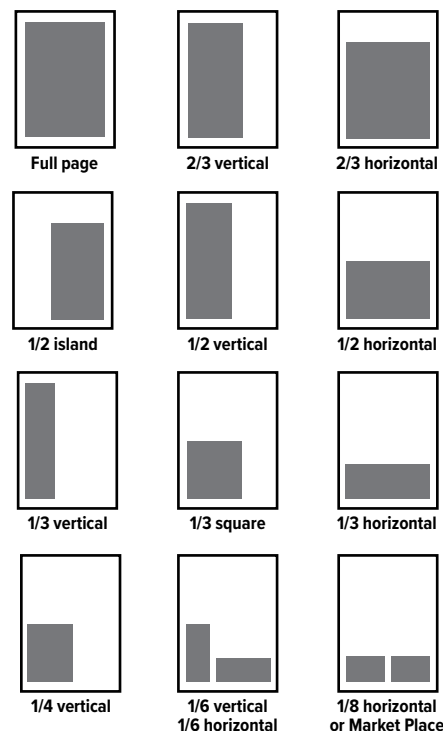 Full page
2/3 vertical
2/3 horizontal
1/2 island
1/2 vertical
1/2 horizontal
1/3 vertical
1/3 square
1/3 horizontal
1/4 vertical
1/6 vertical
1/6 horizontal
1/8 horizontal
or Market Place